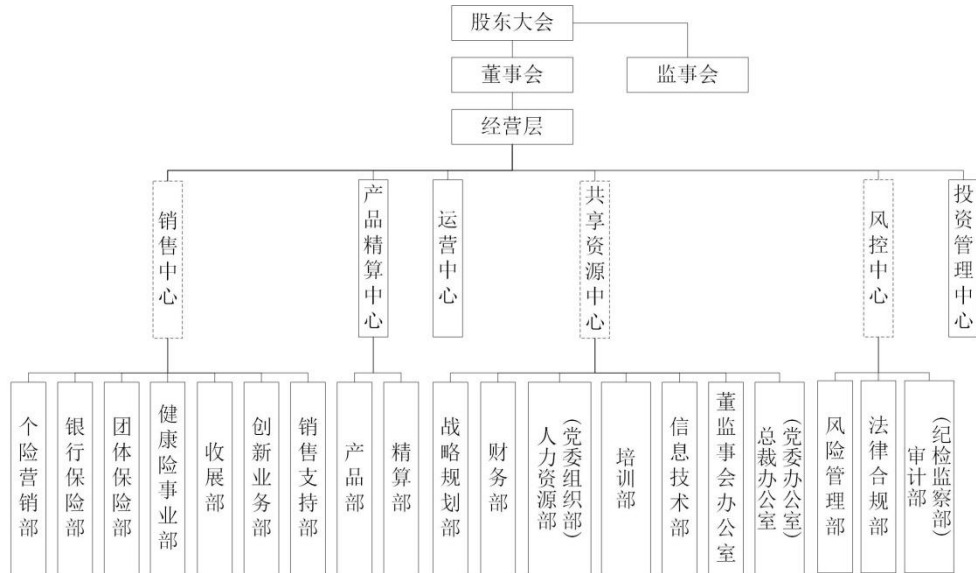 股东大会
董事会
监事会
经营层
销售中心
产品精算中心
运营中心
共享资源中心
风控中心
投资管理中心
个险营销部
银行保险部
团体保险部
健康险事业部
收展部
创新业务部
销售支持部
产品部
精算部
战略规划部
财务部
人力资源部
(党委组织部)
培训部
信息技术部
董监事会办公室
总裁办公室
(党委办公室)
风险管理部
法律合规部
审计部
(纪检监察部)